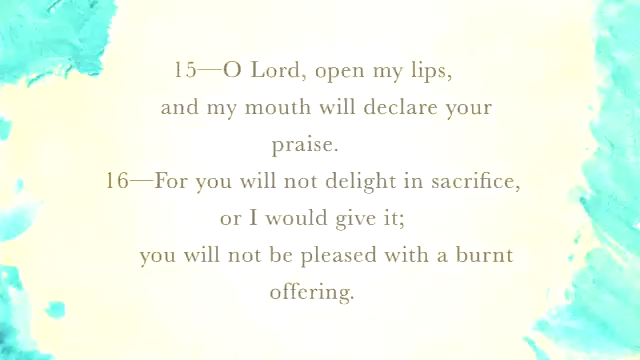 15—O Lord, open my lips,
and my mouth will declare your
praise.
16—For you will not delight in sacrifice,
or I would give it;
you will not be pleased with a burnt
offering.